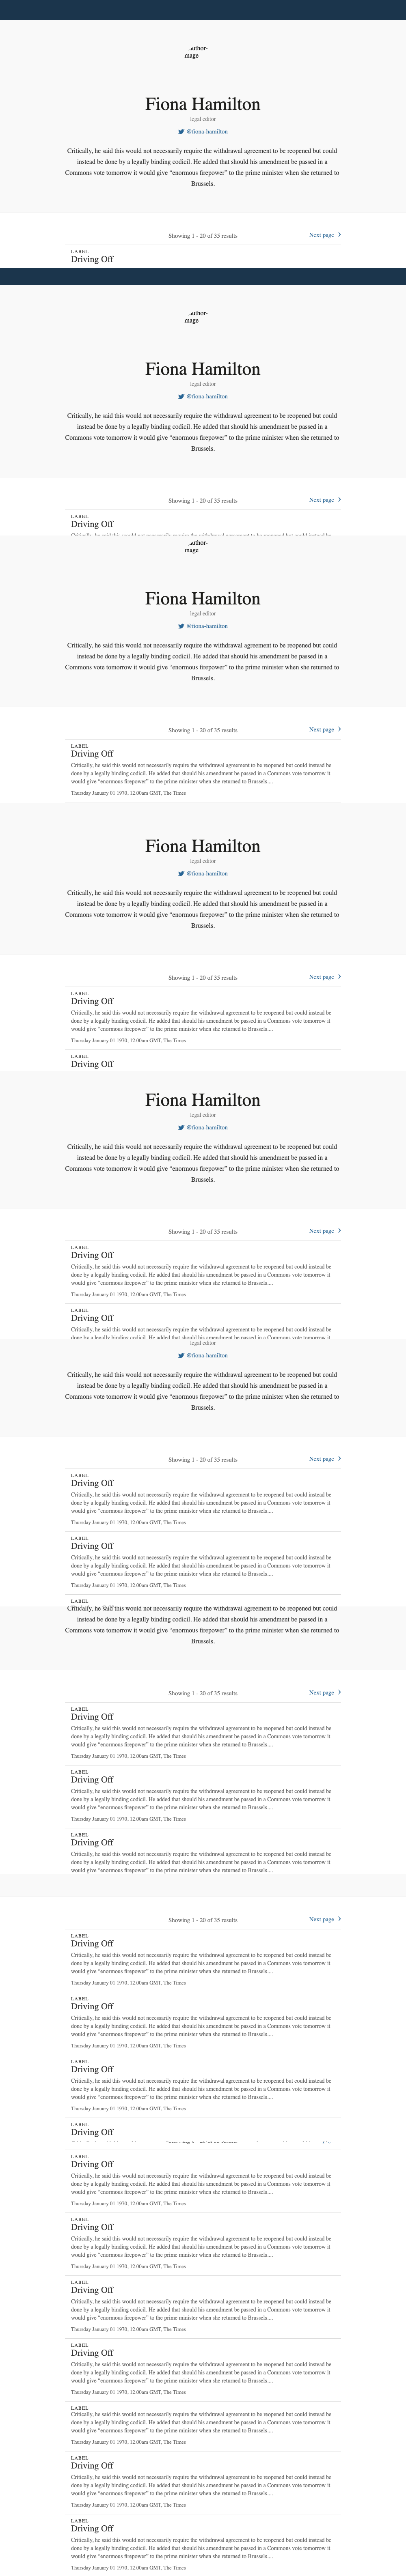 uthor-
mage
Fiona Hamilton
legal editor
@fiona-hamilton
Critically, he said this would not necessarily require the withdrawal agreement to be reopened but could
instead be done by a legally binding codicil. He added that should his amendment be passed in a
Commons vote tomorrow it would give “enormous firepower” to the prime minister when she returned to
Brussels.
Showing 1 - 20 of 35 results
Next page
LABEL
Driving Off
uthor-
mage
Fiona Hamilton
legal editor
@fiona-hamilton
Critically, he said this would not necessarily require the withdrawal agreement to be reopened but could
instead be done by a legally binding codicil. He added that should his amendment be passed in a
Commons vote tomorrow it would give “enormous firepower” to the prime minister when she returned to
Brussels.
Showing 1 - 20 of 35 results
Next page
LABEL
Driving Off
Critically, he said this would not necessarily require the withdrawal agreement to be reopened but could instead be
uthor-
mage
Fiona Hamilton
legal editor
@fiona-hamilton
Critically, he said this would not necessarily require the withdrawal agreement to be reopened but could
instead be done by a legally binding codicil. He added that should his amendment be passed in a
Commons vote tomorrow it would give “enormous firepower” to the prime minister when she returned to
Brussels.
Showing 1 - 20 of 35 results
Next page
LABEL
Driving Off
Critically, he said this would not necessarily require the withdrawal agreement to be reopened but could instead be
done by a legally binding codicil. He added that should his amendment be passed in a Commons vote tomorrow it
would give “enormous firepower” to the prime minister when she returned to Brussels....
Thursday January 01 1970, 12.00am GMT, The Times
Fiona Hamilton
legal editor
@fiona-hamilton
Critically, he said this would not necessarily require the withdrawal agreement to be reopened but could
instead be done by a legally binding codicil. He added that should his amendment be passed in a
Commons vote tomorrow it would give “enormous firepower” to the prime minister when she returned to
Brussels.
Showing 1 - 20 of 35 results
Next page
LABEL
Driving Off
Critically, he said this would not necessarily require the withdrawal agreement to be reopened but could instead be
done by a legally binding codicil. He added that should his amendment be passed in a Commons vote tomorrow it
would give “enormous firepower” to the prime minister when she returned to Brussels....
Thursday January 01 1970, 12.00am GMT, The Times
LABEL
Driving Off
Fiona Hamilton
legal editor
@fiona-hamilton
Critically, he said this would not necessarily require the withdrawal agreement to be reopened but could
instead be done by a legally binding codicil. He added that should his amendment be passed in a
Commons vote tomorrow it would give “enormous firepower” to the prime minister when she returned to
Brussels.
Showing 1 - 20 of 35 results
Next page
LABEL
Driving Off
Critically, he said this would not necessarily require the withdrawal agreement to be reopened but could instead be
done by a legally binding codicil. He added that should his amendment be passed in a Commons vote tomorrow it
would give “enormous firepower” to the prime minister when she returned to Brussels....
Thursday January 01 1970, 12.00am GMT, The Times
LABEL
Driving Off
Critically, he said this would not necessarily require the withdrawal agreement to be reopened but could instead be
done by a legally binding codicil. He added that should his amendment be passed in a Commons vote tomorrow it
legal editor
@fiona-hamilton
Critically, he said this would not necessarily require the withdrawal agreement to be reopened but could
instead be done by a legally binding codicil. He added that should his amendment be passed in a
Commons vote tomorrow it would give “enormous firepower” to the prime minister when she returned to
Brussels.
Showing 1 - 20 of 35 results
Next page
LABEL
Driving Off
Critically, he said this would not necessarily require the withdrawal agreement to be reopened but could instead be
done by a legally binding codicil. He added that should his amendment be passed in a Commons vote tomorrow it
would give “enormous firepower” to the prime minister when she returned to Brussels....
Thursday January 01 1970, 12.00am GMT, The Times
LABEL
Driving Off
Critically, he said this would not necessarily require the withdrawal agreement to be reopened but could instead be
done by a legally binding codicil. He added that should his amendment be passed in a Commons vote tomorrow it
would give “enormous firepower” to the prime minister when she returned to Brussels....
Thursday January 01 1970, 12.00am GMT, The Times
LABEL
Critically, he said this would not necessarily require the withdrawal agreement to be reopened but could
instead be done by a legally binding codicil. He added that should his amendment be passed in a
Commons vote tomorrow it would give “enormous firepower” to the prime minister when she returned to
Brussels.
Showing 1 - 20 of 35 results
Next page
LABEL
Driving Off
Critically, he said this would not necessarily require the withdrawal agreement to be reopened but could instead be
done by a legally binding codicil. He added that should his amendment be passed in a Commons vote tomorrow it
would give “enormous firepower” to the prime minister when she returned to Brussels....
Thursday January 01 1970, 12.00am GMT, The Times
LABEL
Driving Off
Critically, he said this would not necessarily require the withdrawal agreement to be reopened but could instead be
done by a legally binding codicil. He added that should his amendment be passed in a Commons vote tomorrow it
would give “enormous firepower” to the prime minister when she returned to Brussels....
Thursday January 01 1970, 12.00am GMT, The Times
LABEL
Driving Off
Critically, he said this would not necessarily require the withdrawal agreement to be reopened but could instead be
done by a legally binding codicil. He added that should his amendment be passed in a Commons vote tomorrow it
would give “enormous firepower” to the prime minister when she returned to Brussels....
Showing 1 - 20 of 35 results
Next page
LABEL
Driving Off
Critically, he said this would not necessarily require the withdrawal agreement to be reopened but could instead be
done by a legally binding codicil. He added that should his amendment be passed in a Commons vote tomorrow it
would give “enormous firepower” to the prime minister when she returned to Brussels....
Thursday January 01 1970, 12.00am GMT, The Times
LABEL
Driving Off
Critically, he said this would not necessarily require the withdrawal agreement to be reopened but could instead be
done by a legally binding codicil. He added that should his amendment be passed in a Commons vote tomorrow it
would give “enormous firepower” to the prime minister when she returned to Brussels....
Thursday January 01 1970, 12.00am GMT, The Times
LABEL
Driving Off
Critically, he said this would not necessarily require the withdrawal agreement to be reopened but could instead be
done by a legally binding codicil. He added that should his amendment be passed in a Commons vote tomorrow it
would give “enormous firepower” to the prime minister when she returned to Brussels....
Thursday January 01 1970, 12.00am GMT, The Times
LABEL
Driving Off
LABEL
Driving Off
Critically, he said this would not necessarily require the withdrawal agreement to be reopened but could instead be
done by a legally binding codicil. He added that should his amendment be passed in a Commons vote tomorrow it
would give “enormous firepower” to the prime minister when she returned to Brussels....
Thursday January 01 1970, 12.00am GMT, The Times
LABEL
Driving Off
Critically, he said this would not necessarily require the withdrawal agreement to be reopened but could instead be
done by a legally binding codicil. He added that should his amendment be passed in a Commons vote tomorrow it
would give “enormous firepower” to the prime minister when she returned to Brussels....
Thursday January 01 1970, 12.00am GMT, The Times
LABEL
Driving Off
Critically, he said this would not necessarily require the withdrawal agreement to be reopened but could instead be
done by a legally binding codicil. He added that should his amendment be passed in a Commons vote tomorrow it
would give “enormous firepower” to the prime minister when she returned to Brussels....
Thursday January 01 1970, 12.00am GMT, The Times
LABEL
Driving Off
Critically, he said this would not necessarily require the withdrawal agreement to be reopened but could instead be
done by a legally binding codicil. He added that should his amendment be passed in a Commons vote tomorrow it
would give “enormous firepower” to the prime minister when she returned to Brussels....
Thursday January 01 1970, 12.00am GMT, The Times
LABEL
Critically, he said this would not necessarily require the withdrawal agreement to be reopened but could instead be
done by a legally binding codicil. He added that should his amendment be passed in a Commons vote tomorrow it
would give “enormous firepower” to the prime minister when she returned to Brussels....
Thursday January 01 1970, 12.00am GMT, The Times
LABEL
Driving Off
Critically, he said this would not necessarily require the withdrawal agreement to be reopened but could instead be
done by a legally binding codicil. He added that should his amendment be passed in a Commons vote tomorrow it
would give “enormous firepower” to the prime minister when she returned to Brussels....
Thursday January 01 1970, 12.00am GMT, The Times
LABEL
Driving Off
Critically, he said this would not necessarily require the withdrawal agreement to be reopened but could instead be
done by a legally binding codicil. He added that should his amendment be passed in a Commons vote tomorrow it
would give “enormous firepower” to the prime minister when she returned to Brussels....
Thursday January 01 1970, 12.00am GMT, The Times